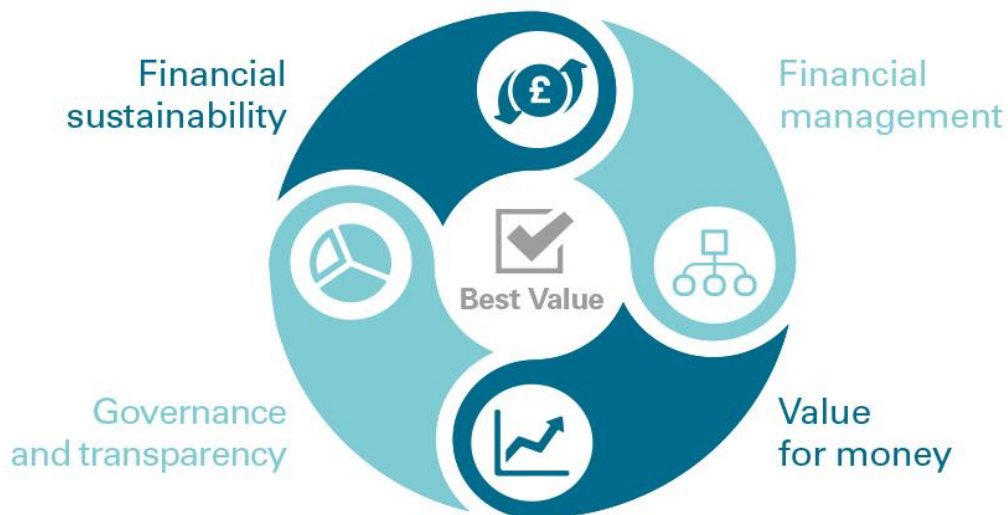 Financial
sustainability
£
Financial
management
Best Value
Governance
and transparency
Value
for money